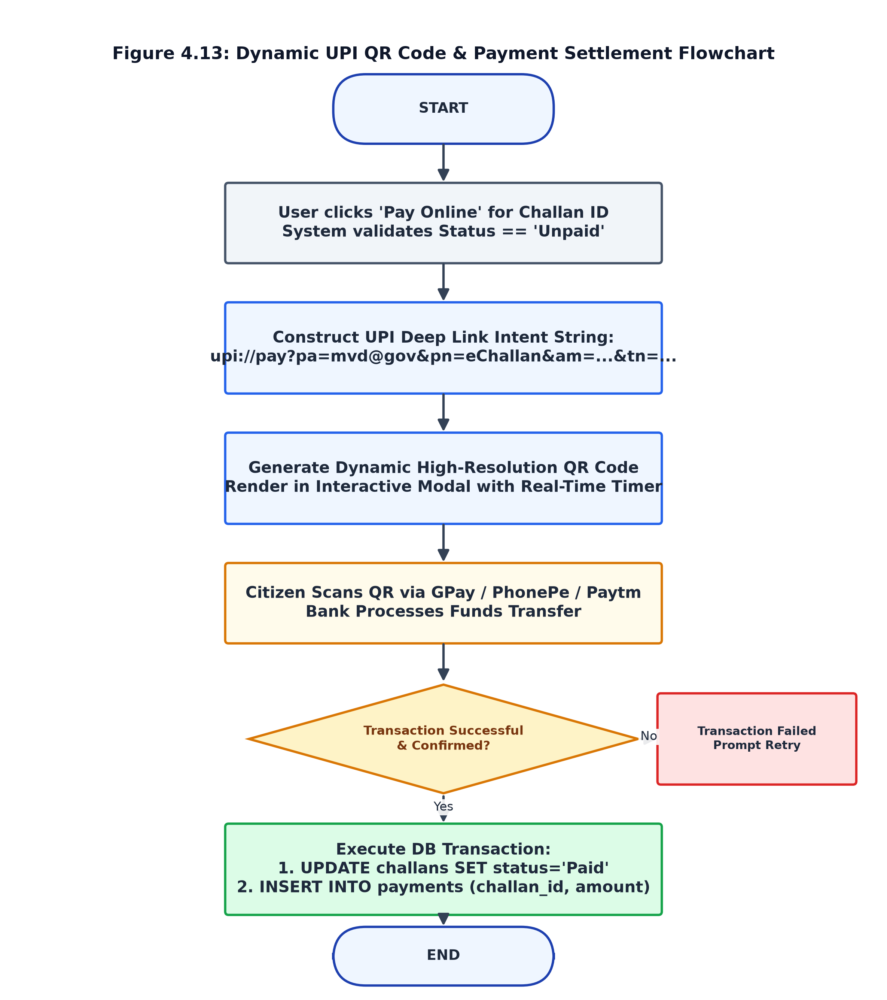 Figure 4.13: Dynamic UPI QR Code & Payment Settlement Flowchart
START
User clicks 'Pay Online' for Challan ID
System validates Status == 'Unpaid'
Construct UPI Deep Link Intent String:
upi://pay?pa=mvd@gov&pn=eChallan&am=...&tn=...
Generate Dynamic High-Resolution QR Code
Render in Interactive Modal with Real-Time Timer
Citizen Scans QR via GPay / PhonePe / Paytm
Bank Processes Funds Transfer
Transaction Successful
& Confirmed?
No
Transaction Failed
Prompt Retry
Yes
Execute DB Transaction:
1. UPDATE challans SET status='Paid'
2. INSERT INTO payments (challan_id, amount)
END